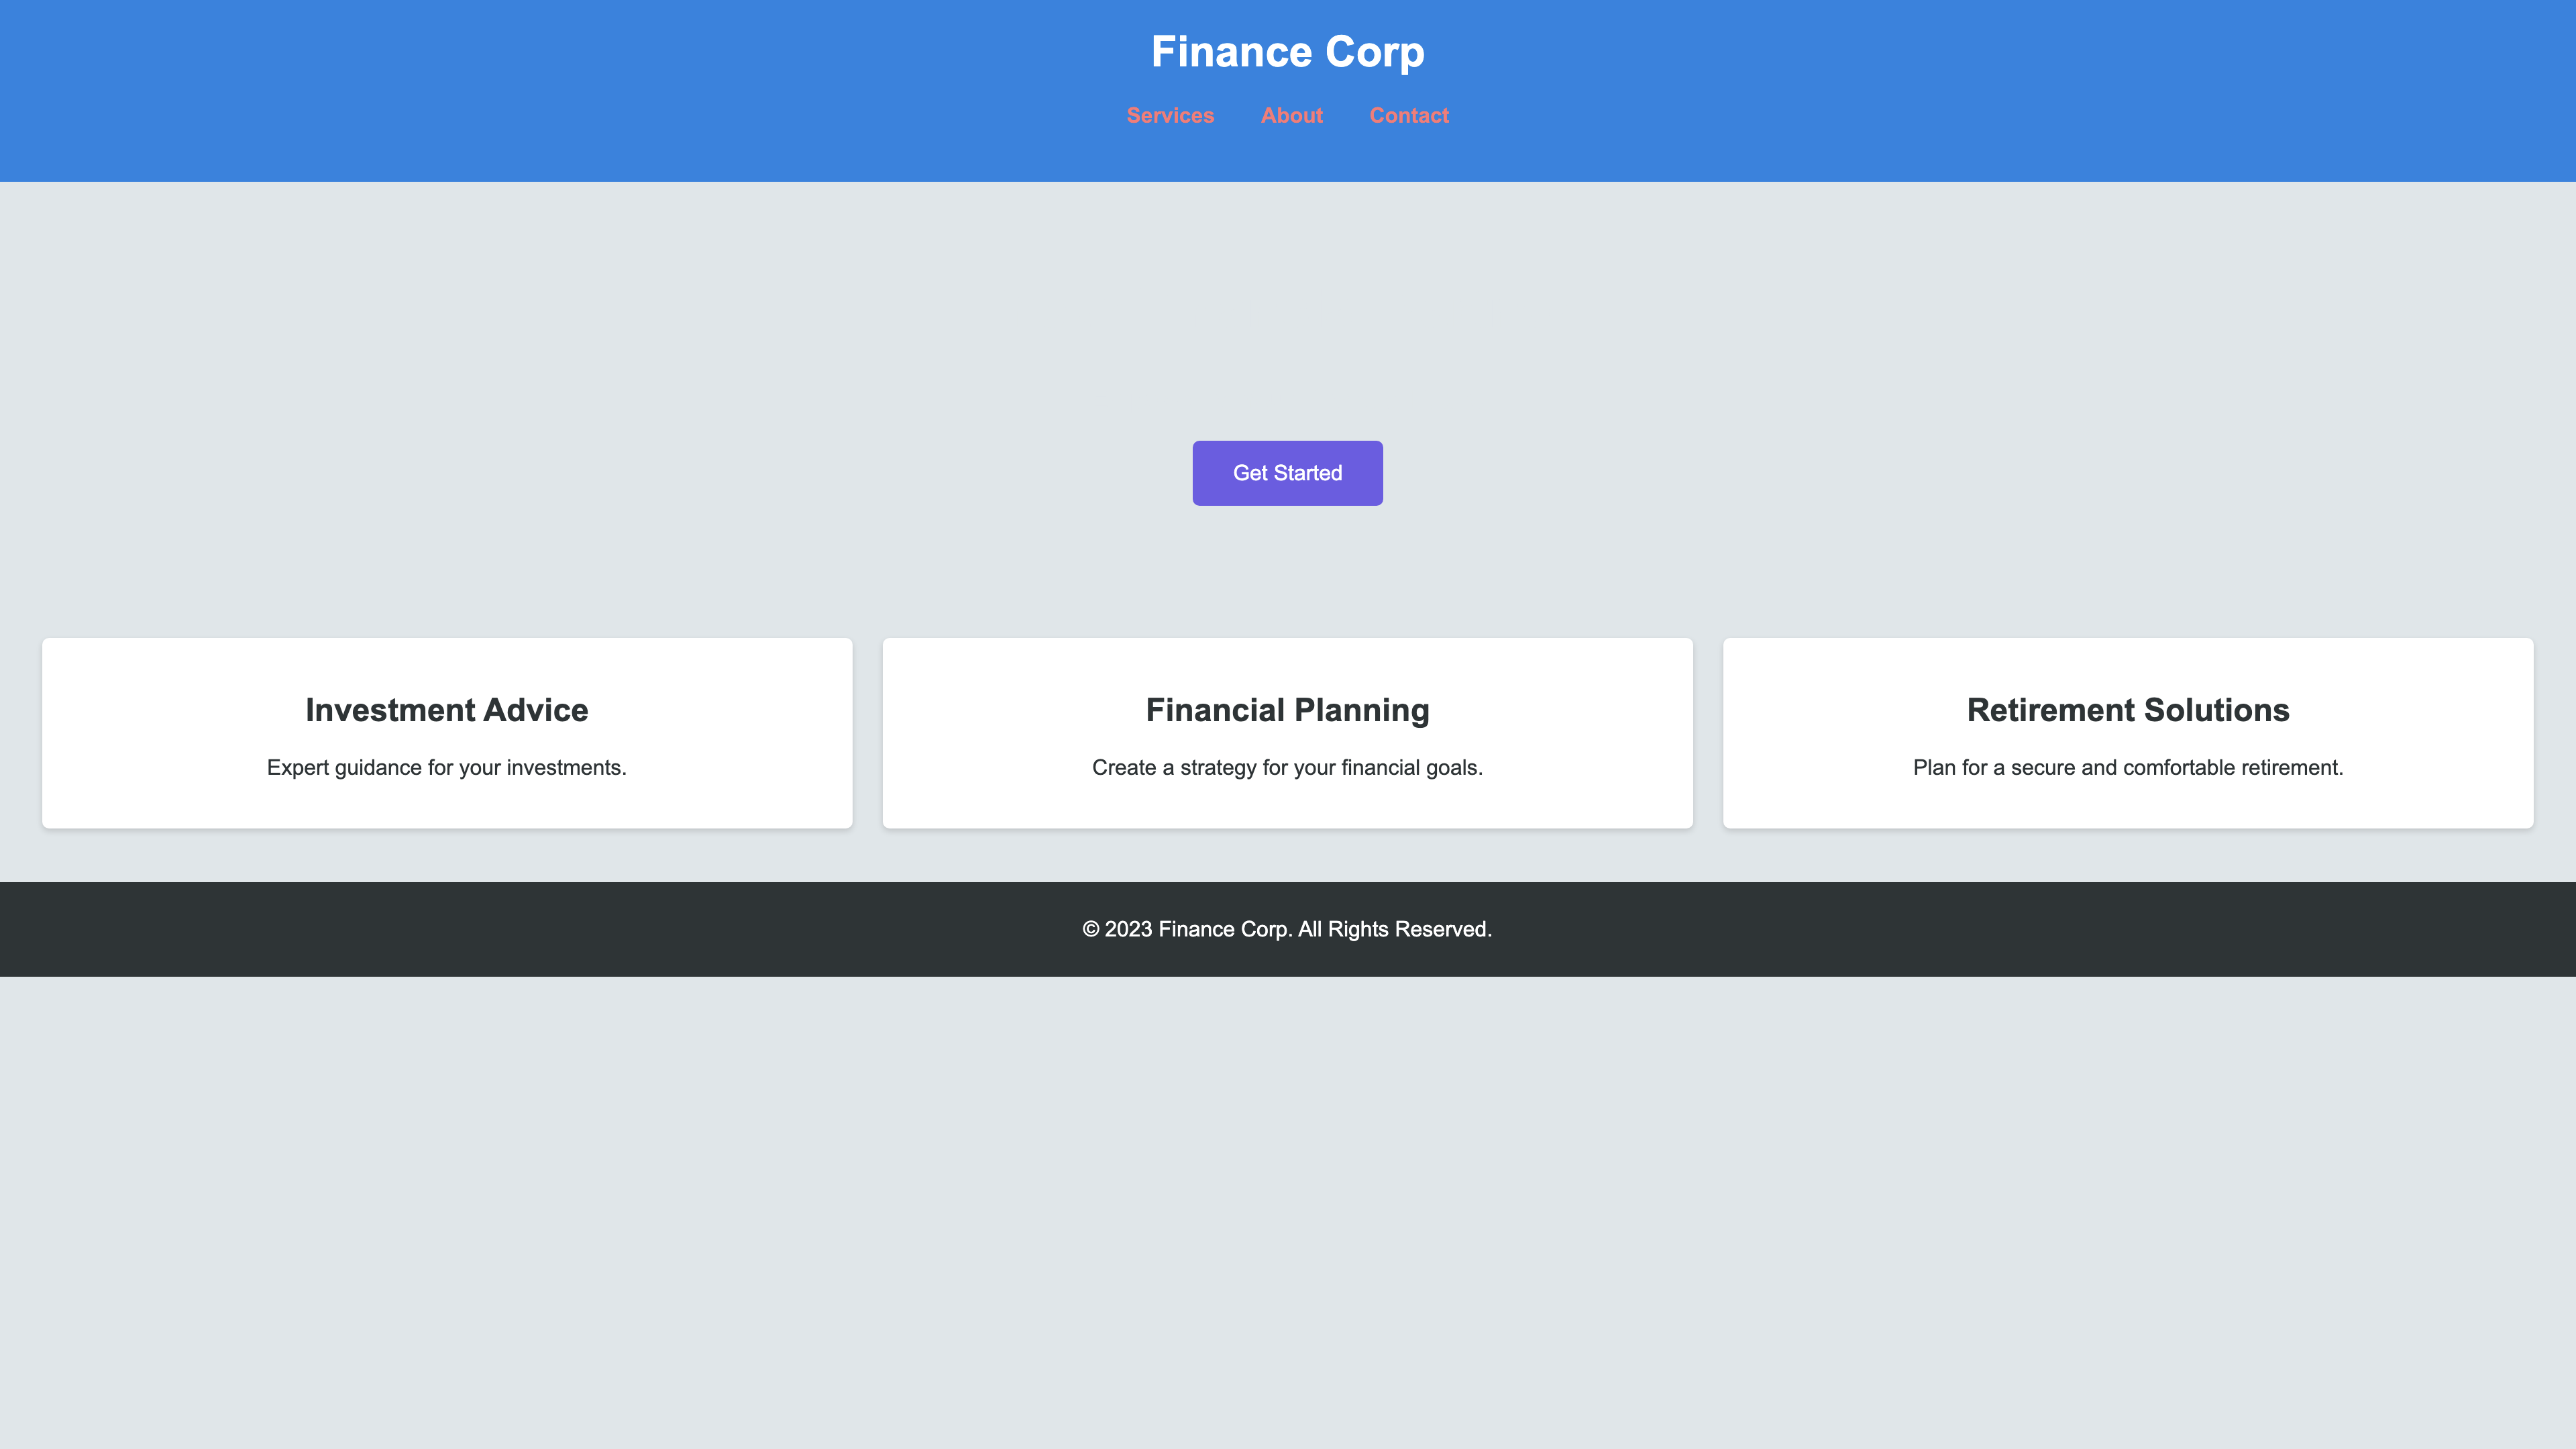 Finance Corp
Services About Contact
Get Started
Investment Advice
Expert guidance for your investments.
Financial Planning
Create a strategy for your financial goals.
Retirement Solutions
Plan for a secure and comfortable retirement.
© 2023 Finance Corp. All Rights Reserved.